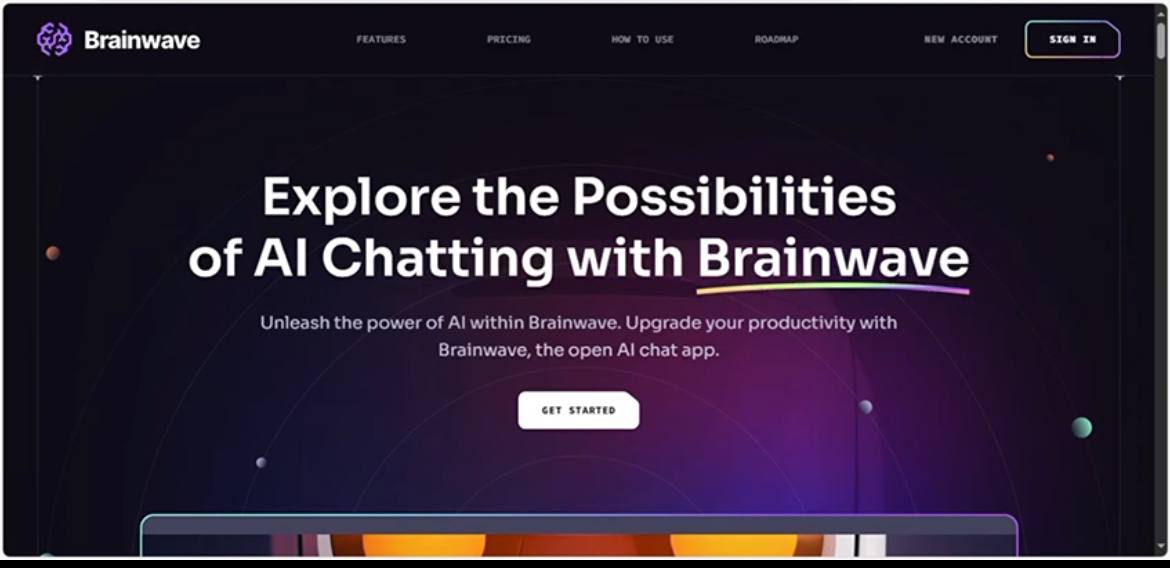 Brainwave
FEATURES
PRICING
HOW TO USE
ROADMAP
NEW ACCOUNT
SIGN IN
Explore the Possibilities
of AI Chatting with Brainwave
Unleash the power of AI within Brainwave. Upgrade your productivity with
Brainwave, the open AI chat app.
GET STARTED